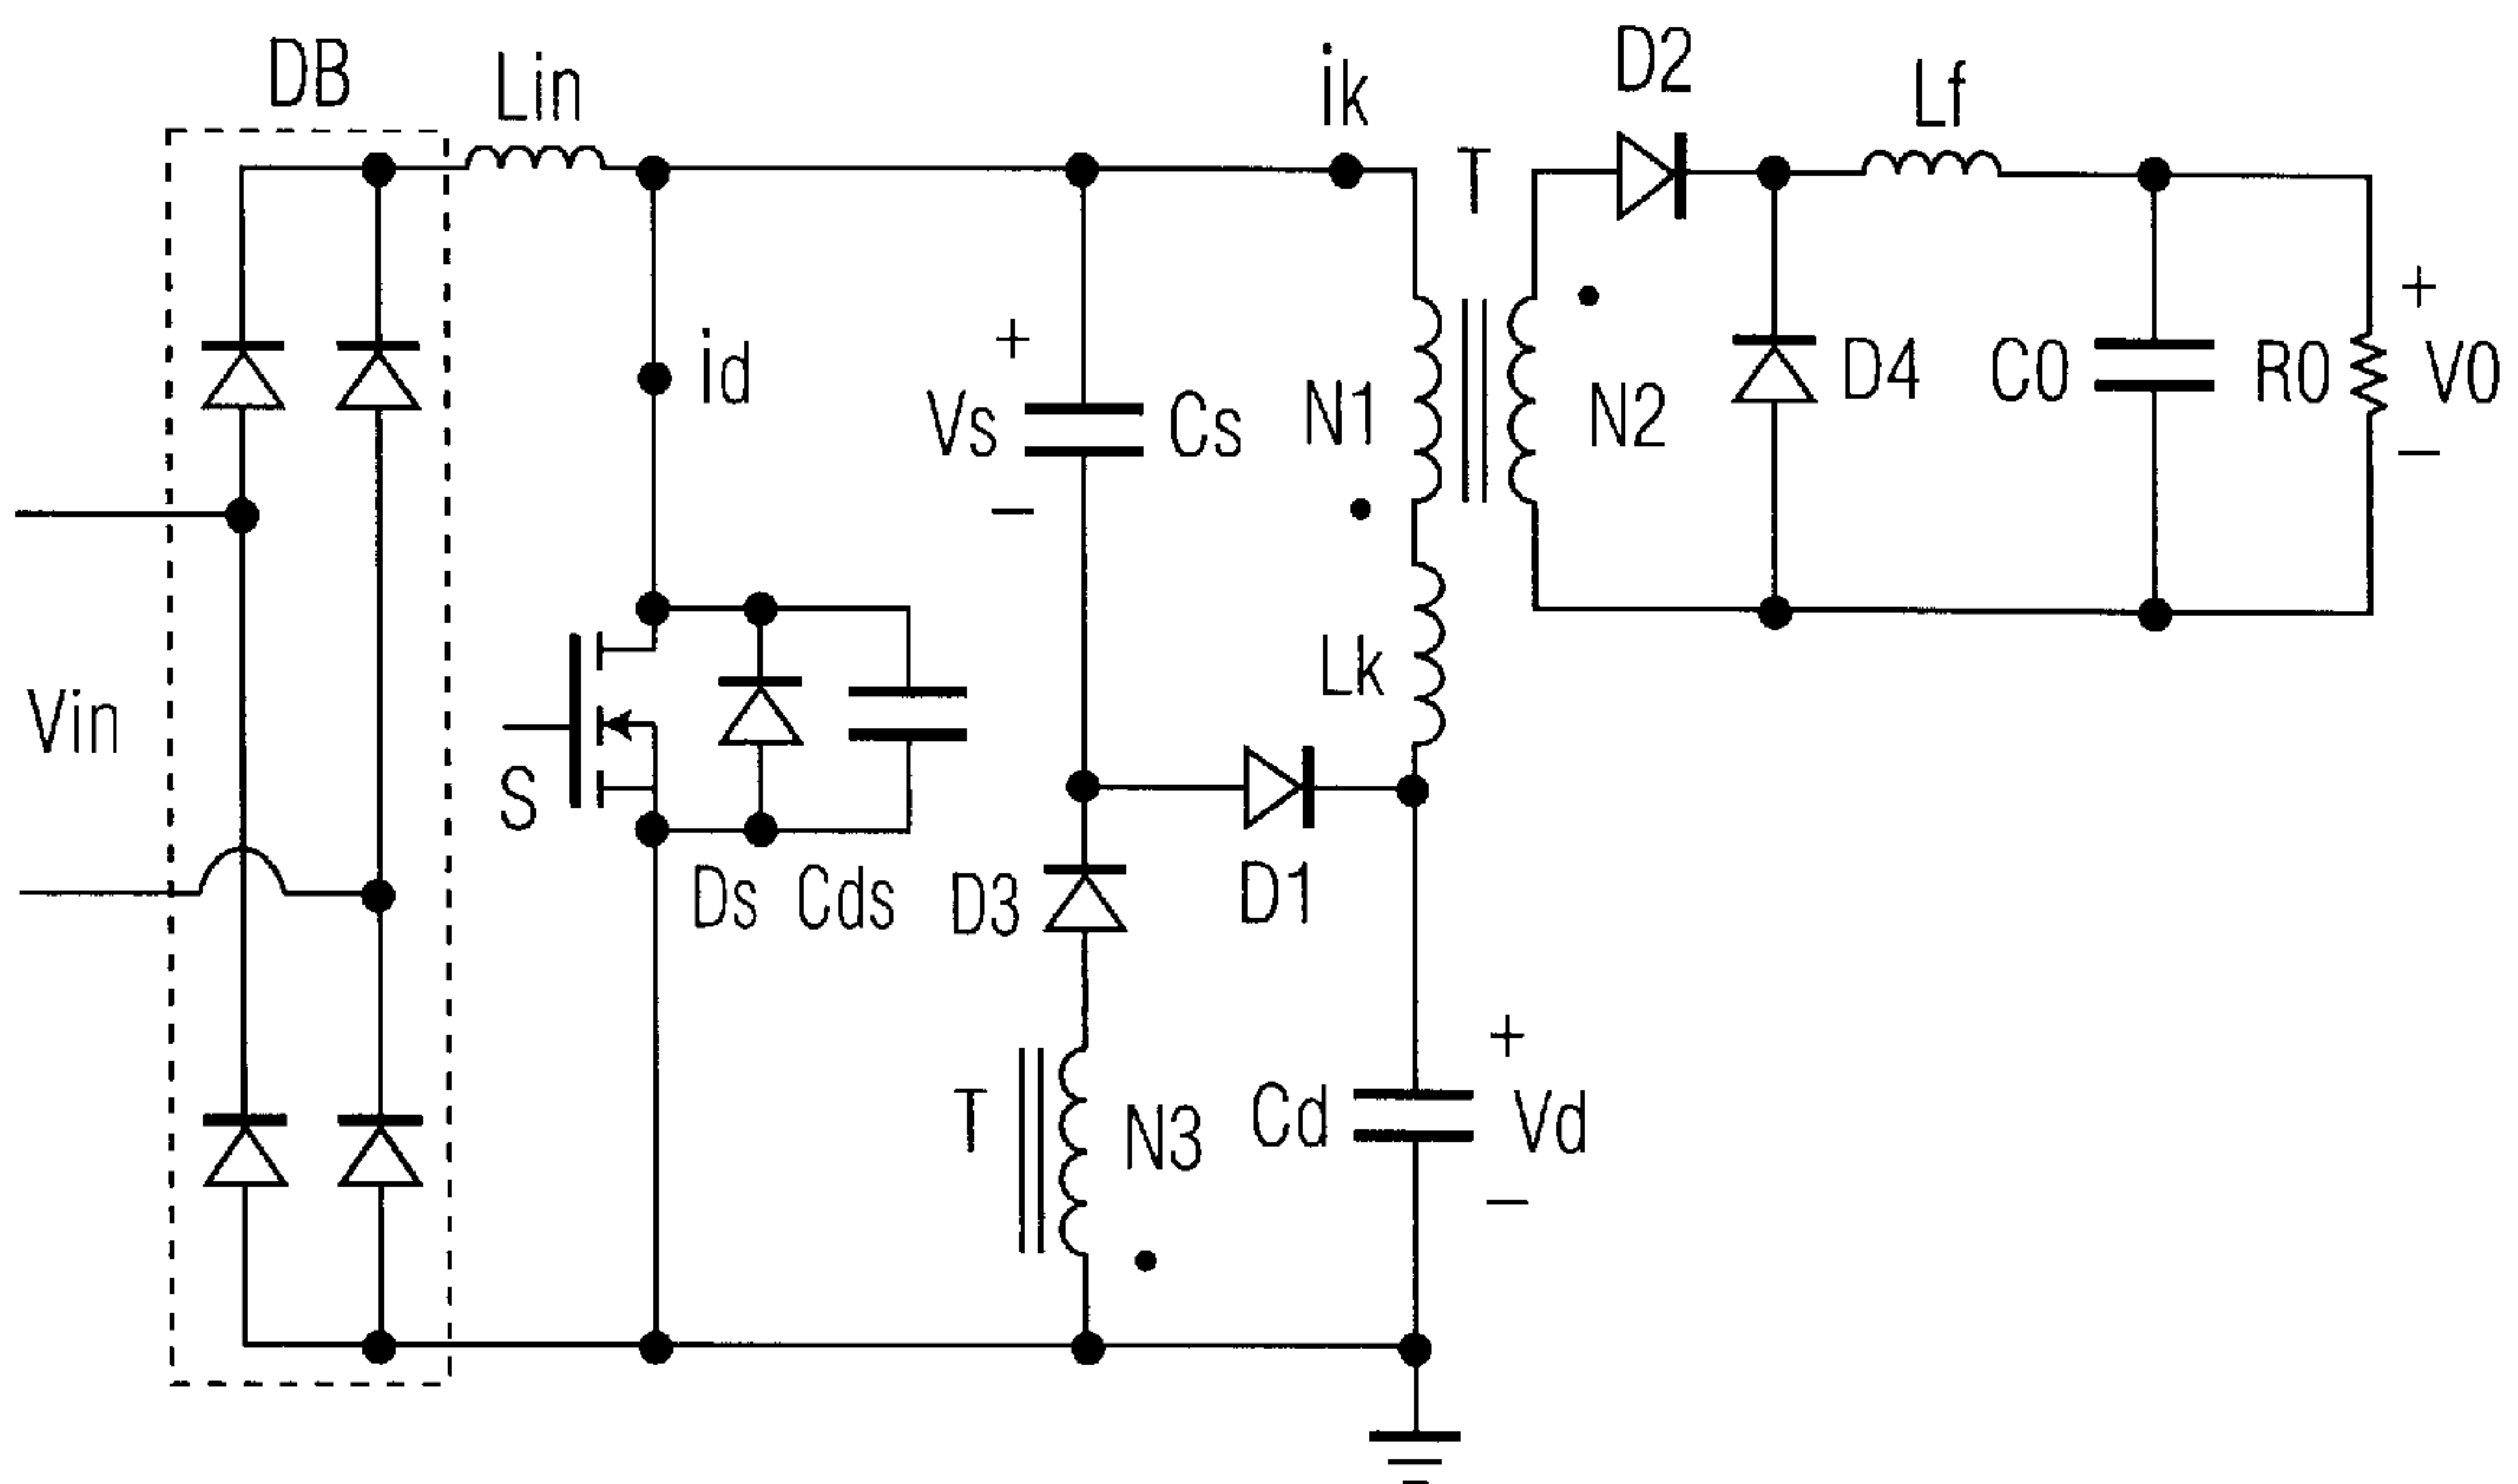 DB
Lin
ik
D2
Lf
T
id
+
Vs
−
Cs
N1
N2
D4
C0
R0
+
V0
−
Vin
S
Ds
Cds
Lk
D3
D1
T
N3
Cd
+
Vd
−